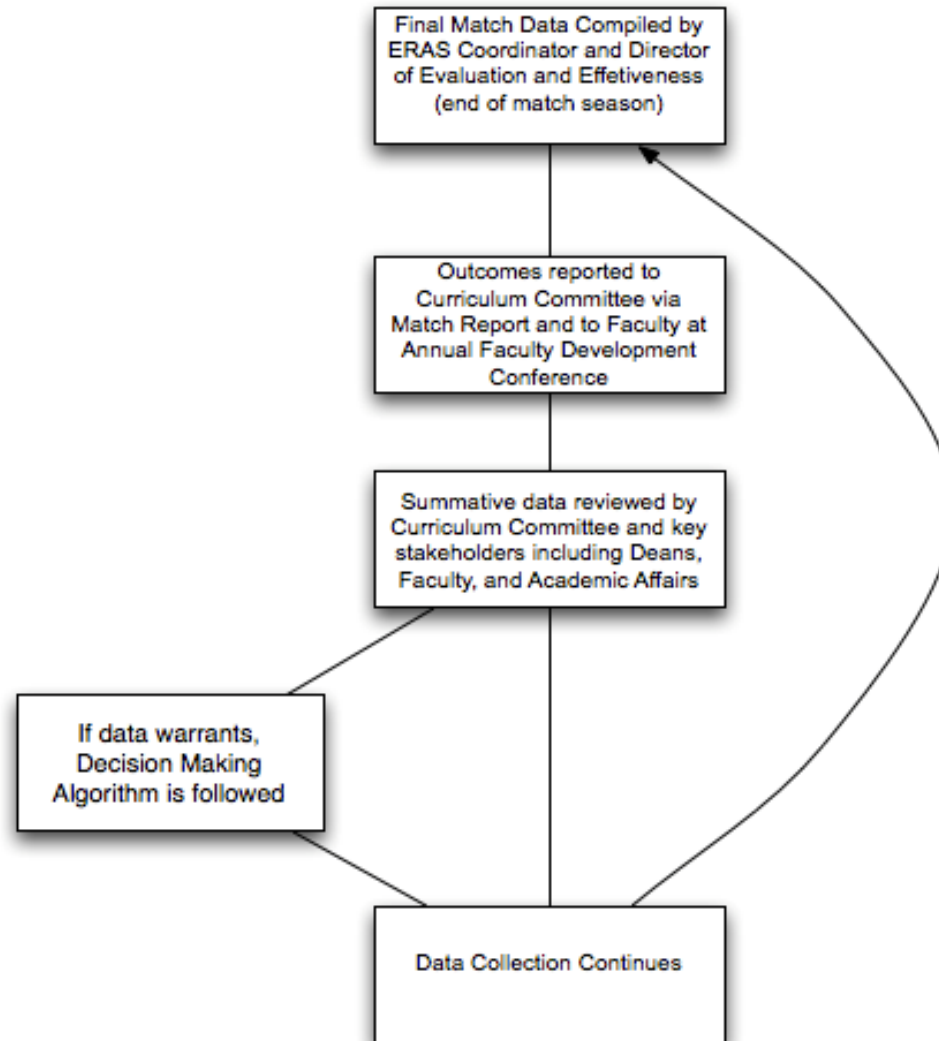 Final Match Data Compiled by
ERAS Coordinator and Director
of Evaluation and Effetiveness
(end of match season)
Outcomes reported to
Curriculum Committee via
Match Report and to Faculty at
Annual Faculty Development
Conference
Summative data reviewed by
Curriculum Committee and key
stakeholders including Deans,
Faculty, and Academic Affairs
If data warrants,
Decision Making
Algorithm is followed
Data Collection Continues